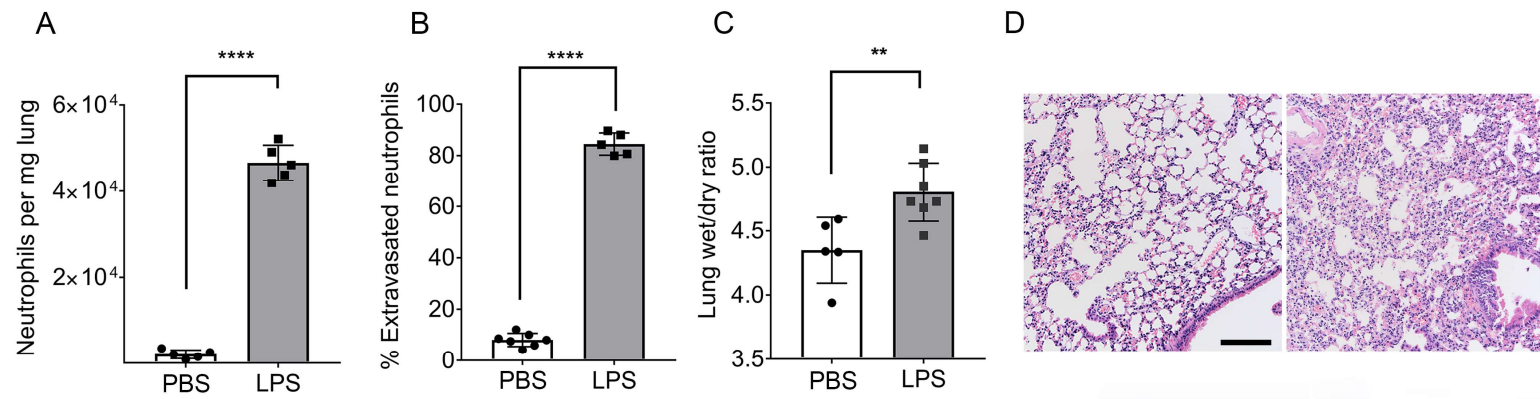 A
Neutrophils per mg lung
6×10⁴
4×10⁴
2×10⁴
****
PBS
LPS
B
% Extravasated neutrophils
100
80
60
40
20
0
****
PBS
LPS
C
Lung wet/dry ratio
5.5
5.0
4.5
4.0
3.5
**
PBS
LPS
D